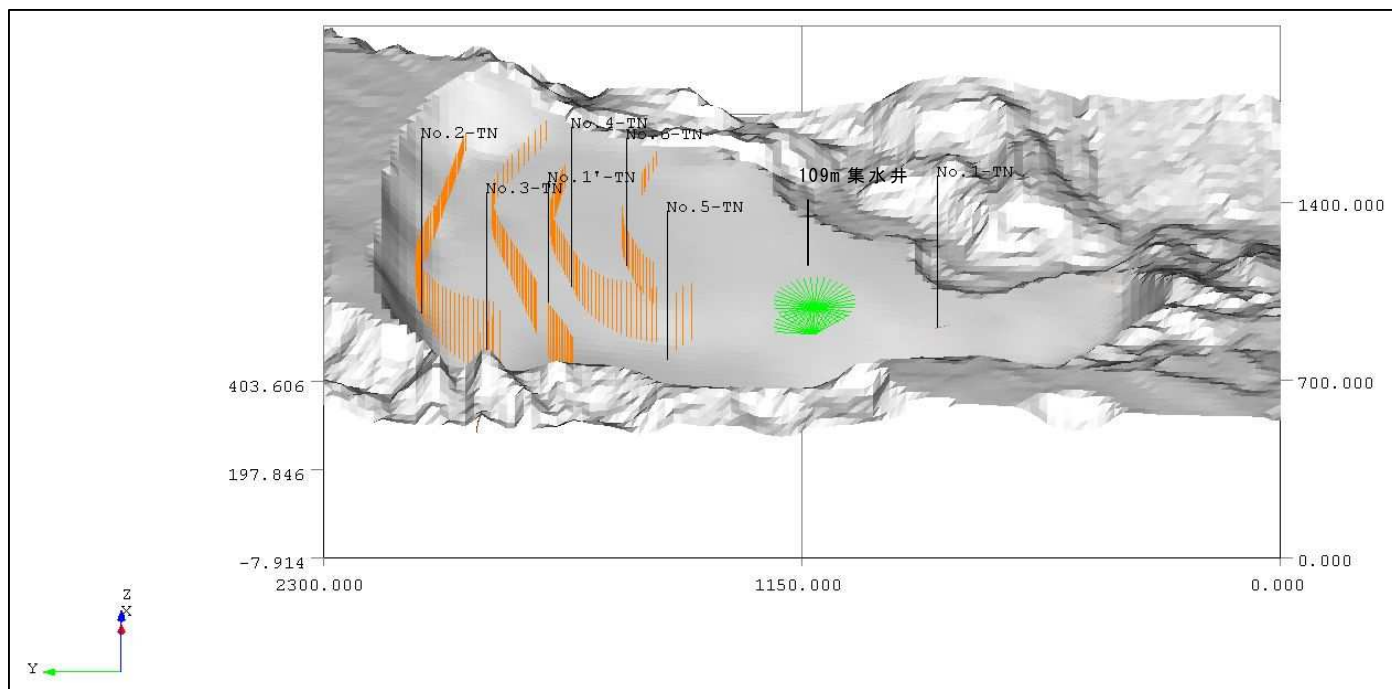 No.4-TN
No.2-TN
No.6-TN
109m 集水井
No.1-TN
No.1'-TN
No.3-TN
No.5-TN
1400.000
403.606
700.000
197.846
-7.914
0.000
2300.000
1150.000
0.000
Z
X
Y